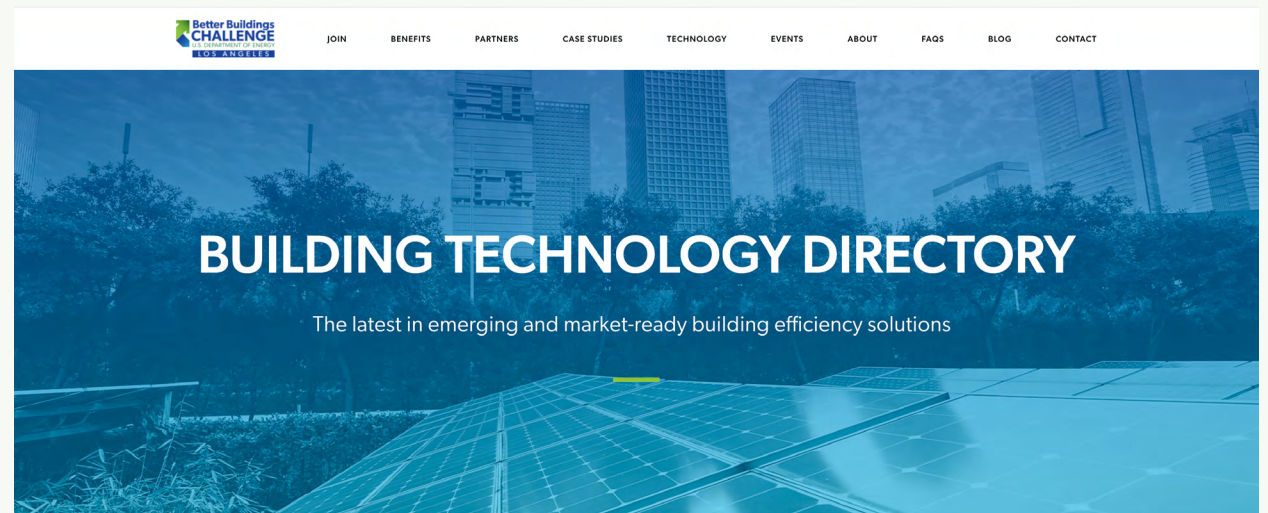 Better Buildings
CHALLENGE
U.S. DEPARTMENT OF ENERGY
LOS ANGELES
JOIN BENEFITS PARTNERS CASE STUDIES TECHNOLOGY EVENTS ABOUT FAQS BLOG CONTACT
BUILDING TECHNOLOGY DIRECTORY
The latest in emerging and market-ready building efficiency solutions